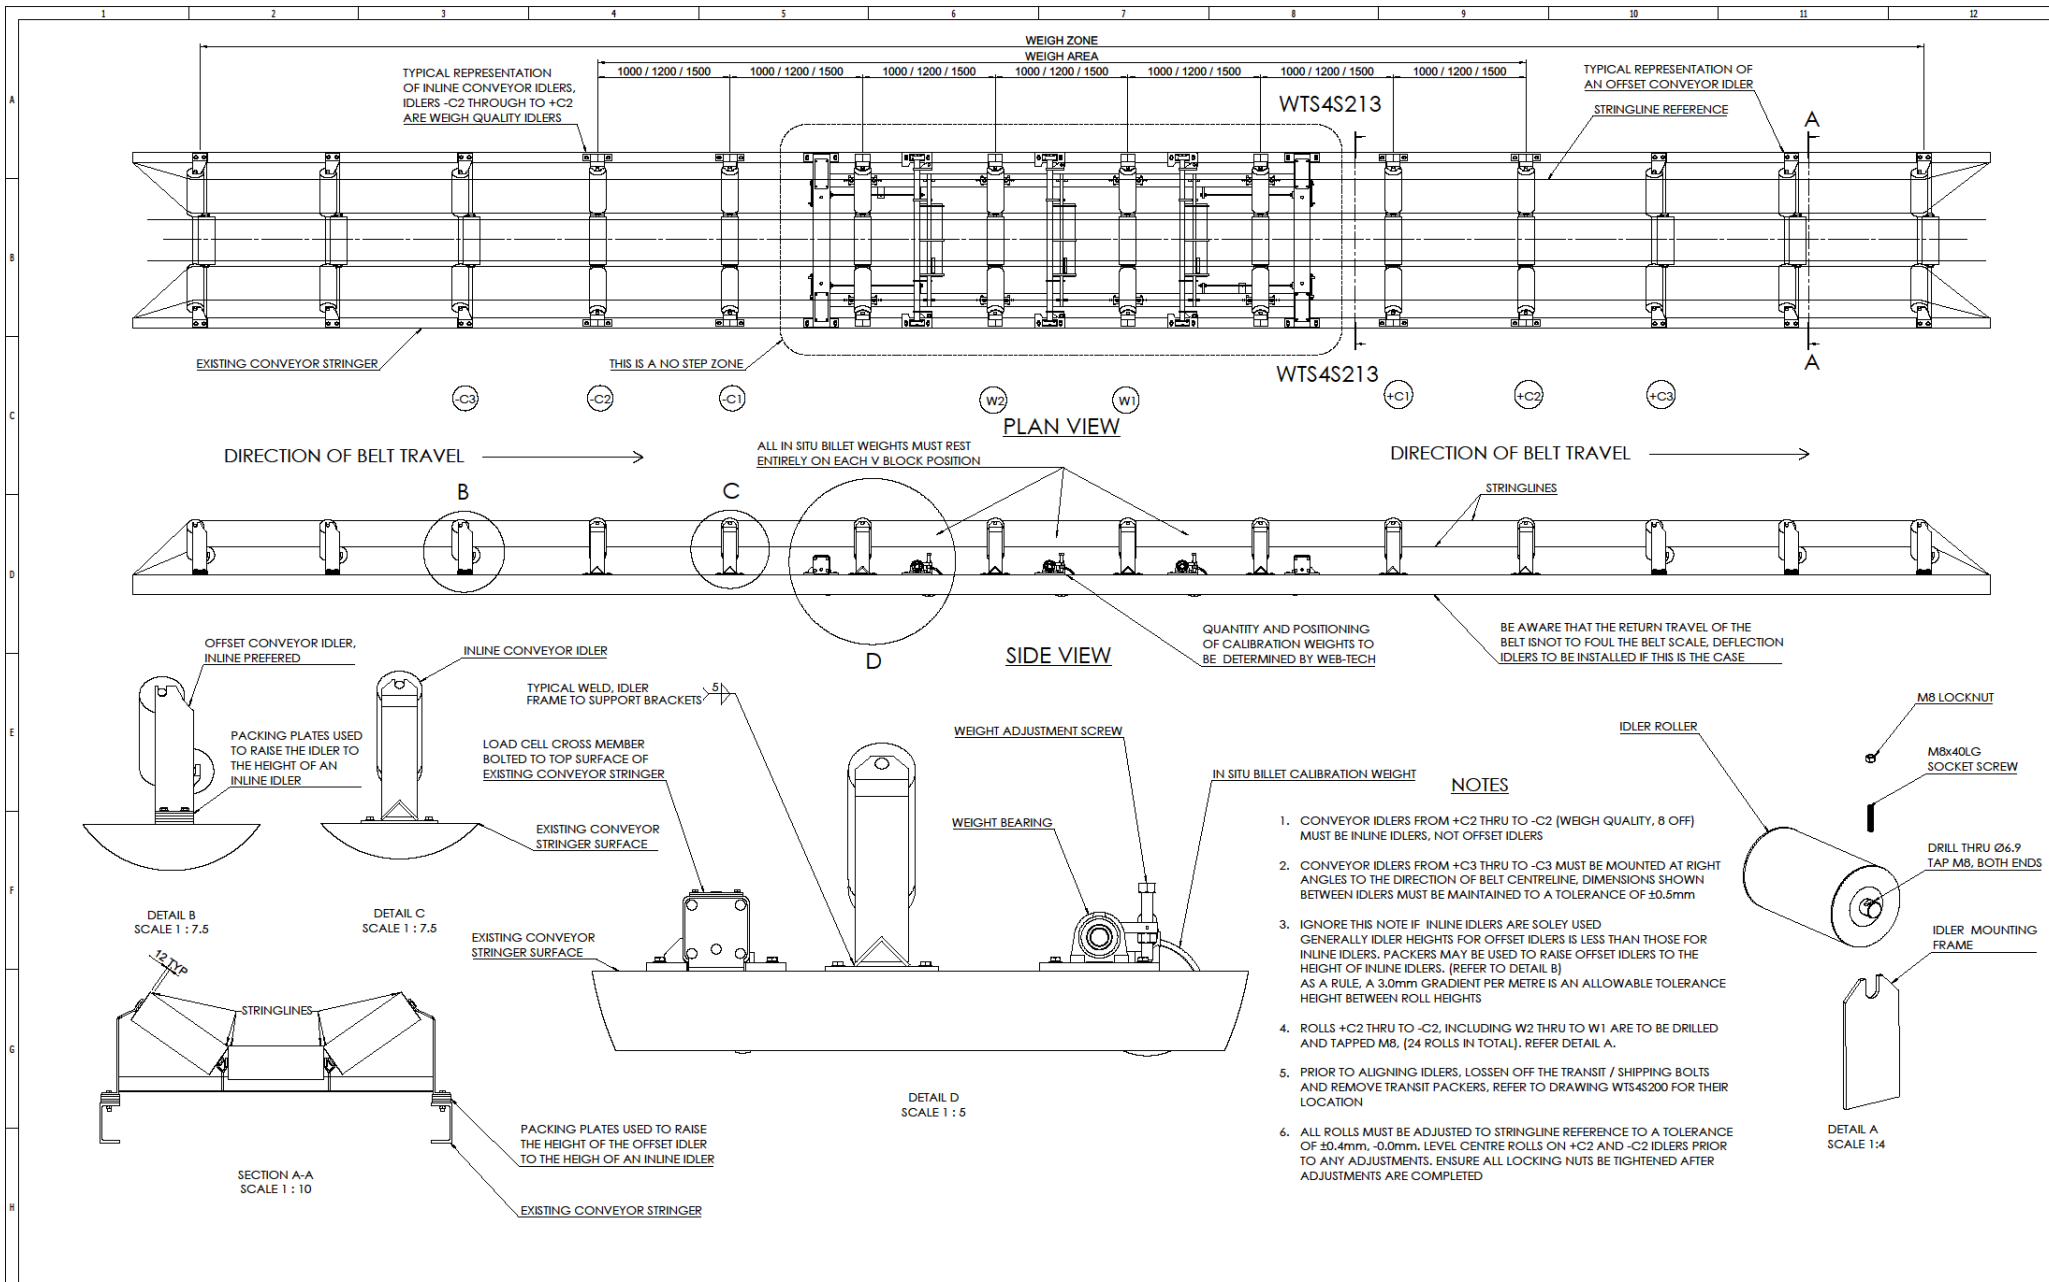 1 2 3 4 5 6 7 8 9 10 11 12
A
B
C
D
E
F
G
H
WEIGH ZONE
WEIGH AREA
1000 / 1200 / 1500 1000 / 1200 / 1500 1000 / 1200 / 1500 1000 / 1200 / 1500 1000 / 1200 / 1500 1000 / 1200 / 1500 1000 / 1200 / 1500
TYPICAL REPRESENTATION
OF INLINE CONVEYOR IDLERS,
IDLERS -C2 THROUGH TO +C2
ARE WEIGH QUALITY IDLERS
TYPICAL REPRESENTATION OF
AN OFFSET CONVEYOR IDLER
STRINGLINE REFERENCE
WTS4S213
A
EXISTING CONVEYOR STRINGER
THIS IS A NO STEP ZONE
WTS4S213
A
-C3 -C2 -C1 W2 W1 +C1 +C2 +C3
PLAN VIEW
DIRECTION OF BELT TRAVEL
ALL IN SITU BILLET WEIGHTS MUST REST
ENTIRELY ON EACH V BLOCK POSITION
DIRECTION OF BELT TRAVEL
B
C
D
STRINGLINES
QUANTITY AND POSITIONING
OF CALIBRATION WEIGHTS TO
BE DETERMINED BY WEB-TECH
BE AWARE THAT THE RETURN TRAVEL OF THE
BELT ISNOT TO FOUL THE BELT SCALE, DEFLECTION
IDLERS TO BE INSTALLED IF THIS IS THE CASE
SIDE VIEW
OFFSET CONVEYOR IDLER,
INLINE PREFERED
PACKING PLATES USED
TO RAISE THE IDLER TO
THE HEIGHT OF AN
INLINE IDLER
DETAIL B
SCALE 1 : 7.5
INLINE CONVEYOR IDLER
EXISTING CONVEYOR
STRINGER SURFACE
DETAIL C
SCALE 1 : 7.5
TYPICAL WELD, IDLER
FRAME TO SUPPORT BRACKETS
5
LOAD CELL CROSS MEMBER
BOLTED TO TOP SURFACE OF
EXISTING CONVEYOR STRINGER
EXISTING CONVEYOR
STRINGER SURFACE
WEIGHT ADJUSTMENT SCREW
IN SITU BILLET CALIBRATION WEIGHT
WEIGHT BEARING
DETAIL D
SCALE 1 : 5
12 TYP
STRINGLINES
PACKING PLATES USED TO RAISE
THE HEIGHT OF THE OFFSET IDLER
TO THE HEIGH OF AN INLINE IDLER
EXISTING CONVEYOR STRINGER
SECTION A-A
SCALE 1 : 10
NOTES
1. CONVEYOR IDLERS FROM +C2 THRU TO -C2 (WEIGH QUALITY, 8 OFF)
MUST BE INLINE IDLERS, NOT OFFSET IDLERS
2. CONVEYOR IDLERS FROM +C3 THRU TO -C3 MUST BE MOUNTED AT RIGHT
ANGLES TO THE DIRECTION OF BELT CENTRELINE, DIMENSIONS SHOWN
BETWEEN IDLERS MUST BE MAINTAINED TO A TOLERANCE OF ±0.5mm
3. IGNORE THIS NOTE IF INLINE IDLERS ARE SOLEY USED
GENERALLY IDLER HEIGHTS FOR OFFSET IDLERS IS LESS THAN THOSE FOR
INLINE IDLERS. PACKERS MAY BE USED TO RAISE OFFSET IDLERS TO THE
HEIGHT OF INLINE IDLERS. (REFER TO DETAIL B)
AS A RULE, A 3.0mm GRADIENT PER METRE IS AN ALLOWABLE TOLERANCE
HEIGHT BETWEEN ROLL HEIGHTS
4. ROLLS +C2 THRU TO -C2, INCLUDING W2 THRU TO W1 ARE TO BE DRILLED
AND TAPPED M8, (24 ROLLS IN TOTAL). REFER DETAIL A.
5. PRIOR TO ALIGNING IDLERS, LOSSEN OFF THE TRANSIT / SHIPPING BOLTS
AND REMOVE TRANSIT PACKERS, REFER TO DRAWING WTS4S200 FOR THEIR
LOCATION
6. ALL ROLLS MUST BE ADJUSTED TO STRINGLINE REFERENCE TO A TOLERANCE
OF ±0.4mm, -0.0mm. LEVEL CENTRE ROLLS ON +C2 AND -C2 IDLERS PRIOR
TO ANY ADJUSTMENTS. ENSURE ALL LOCKING NUTS BE TIGHTENED AFTER
ADJUSTMENTS ARE COMPLETED
IDLER ROLLER
M8 LOCKNUT
M8x40LG
SOCKET SCREW
DRILL THRU Ø6.9
TAP M8, BOTH ENDS
IDLER MOUNTING
FRAME
DETAIL A
SCALE 1:4